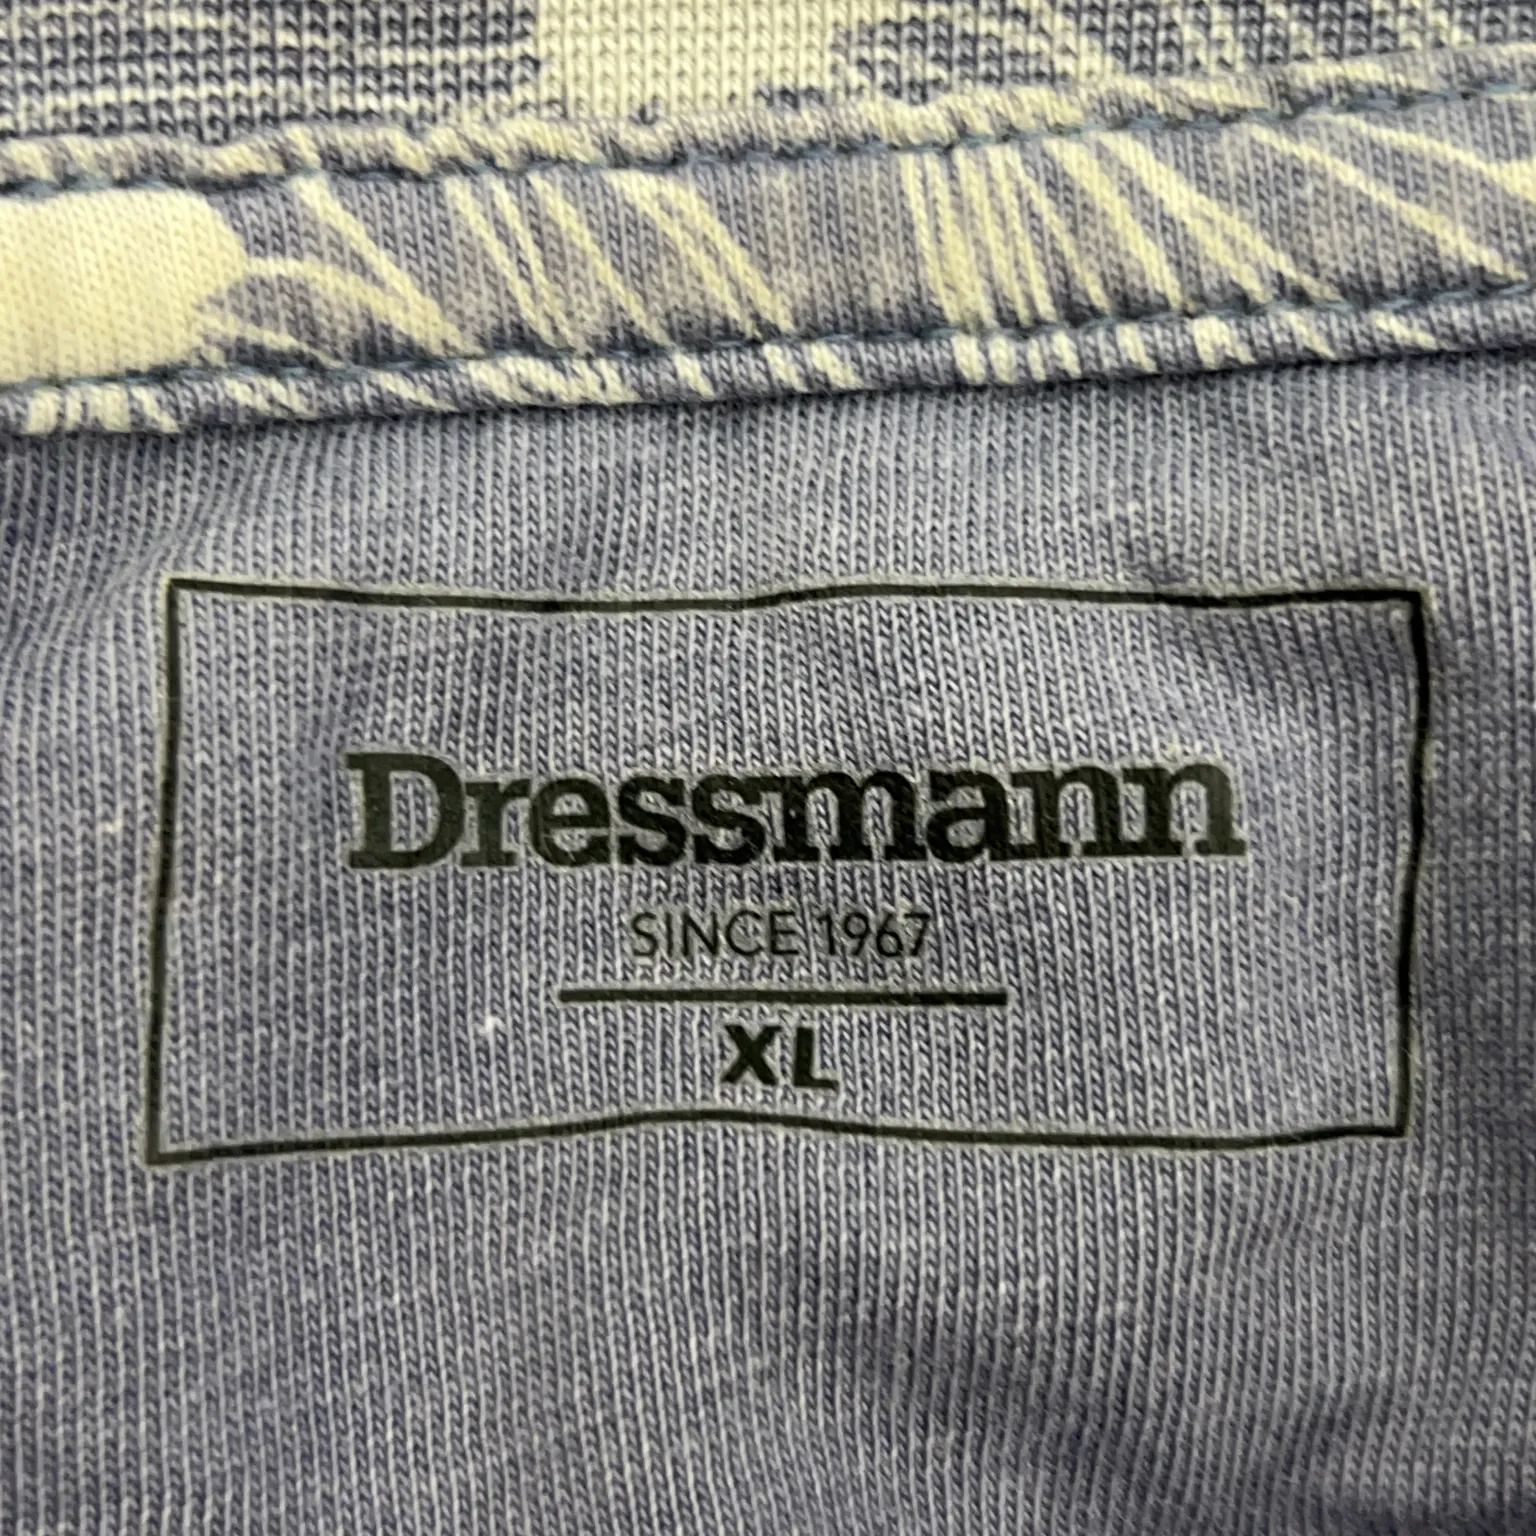 Dressmann
SINCE 1967
XL